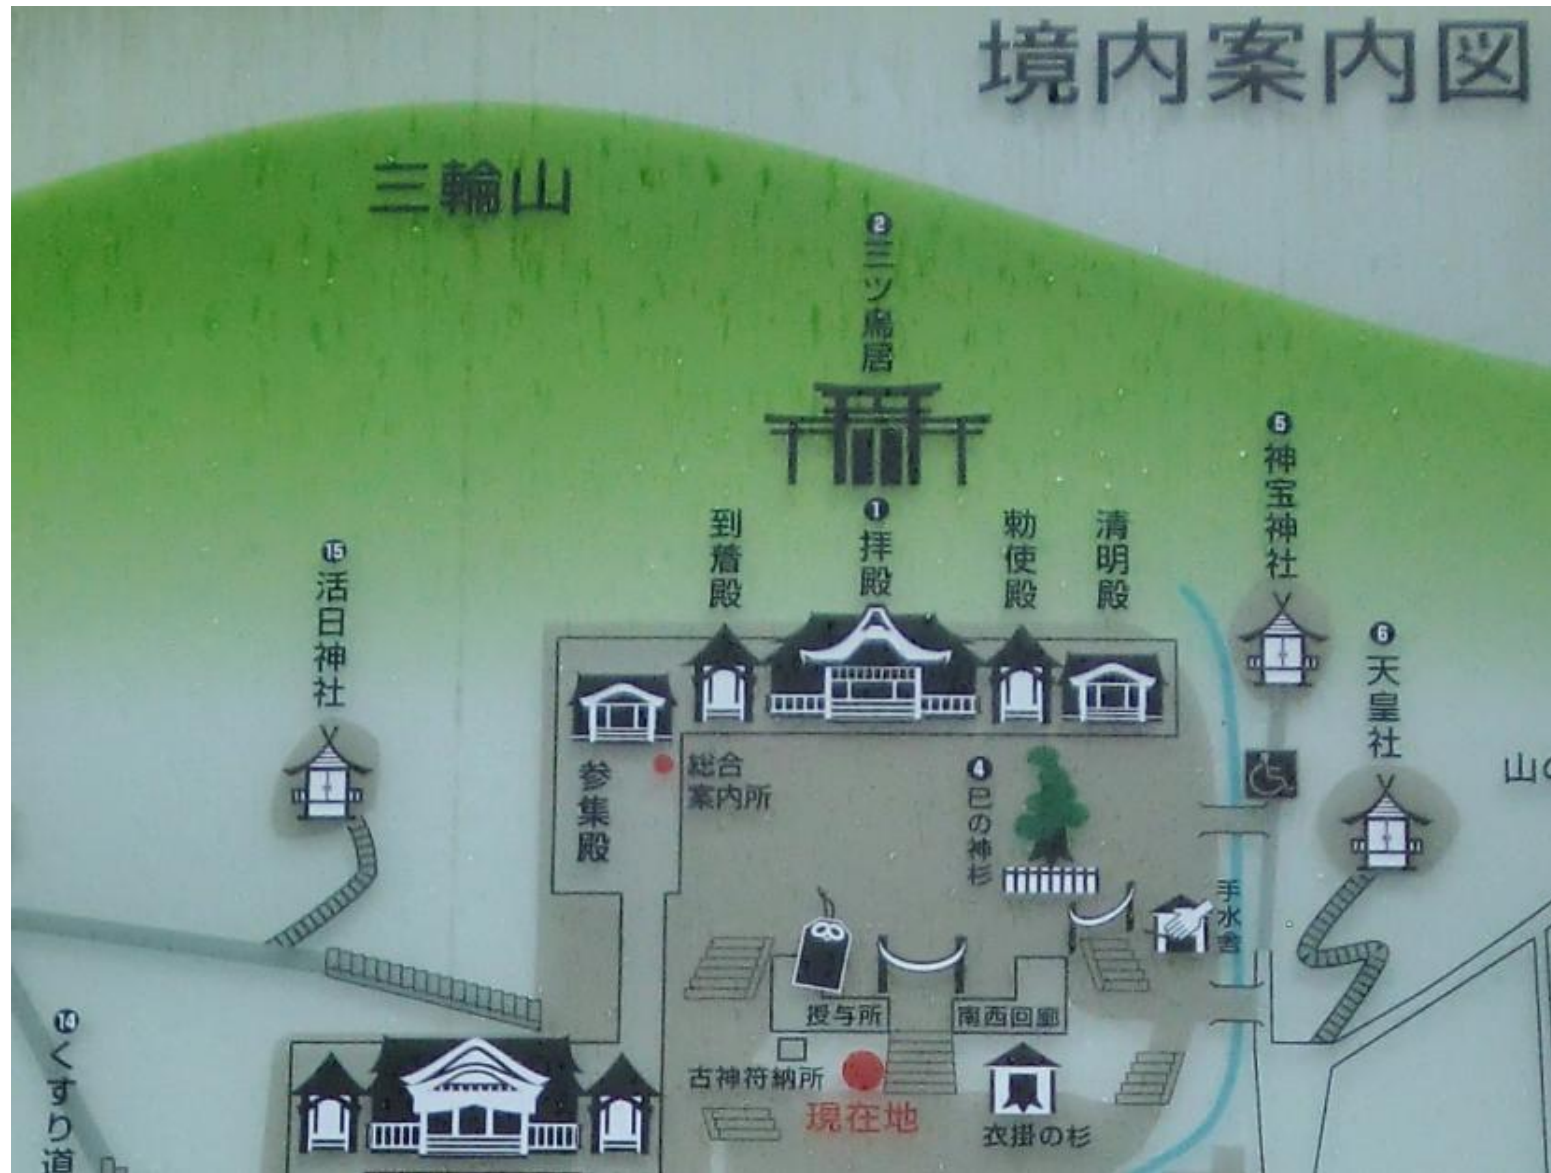 境内案内図
三輪山
❷三ツ鳥居
❺神宝神社
❶拝殿
到着殿
勅使殿
清明殿
⓯活日神社
❻天皇社
山の
総合
案内所
参集殿
❹巳の神杉
手水舎
授与所
南西回廊
古神符納所
現在地
衣掛の杉
⓮くすり道